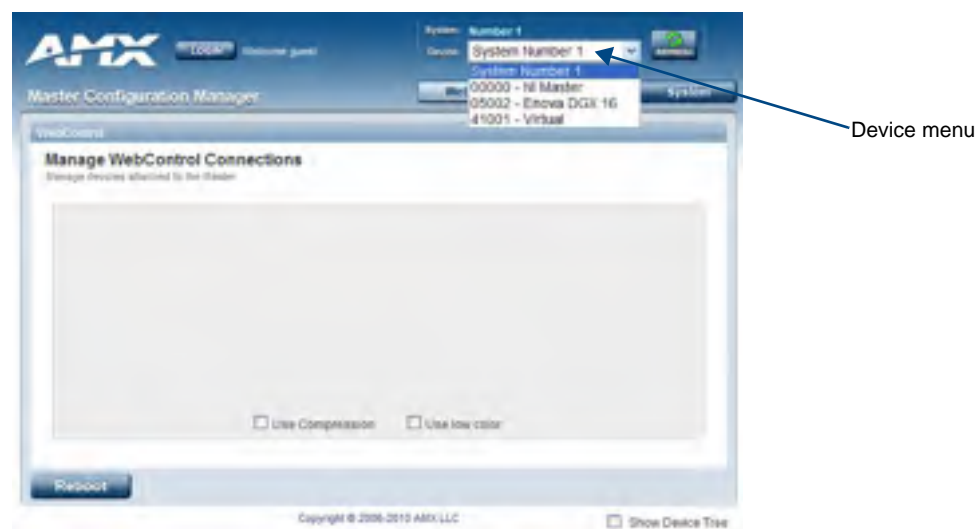 AMX
Login Welcome guest
System: Number 1
Device: System Number 1
System Number 1
00000 - NI Master
05002 - Enova DGX 16
41001 - Virtual
Device menu
Master Configuration Manager
System
WebControl
Manage WebControl Connections
Manage devices attached to the Master
Use Compression
Use low color
Reboot
Copyright © 2006-2010 AMX LLC
Show Device Tree